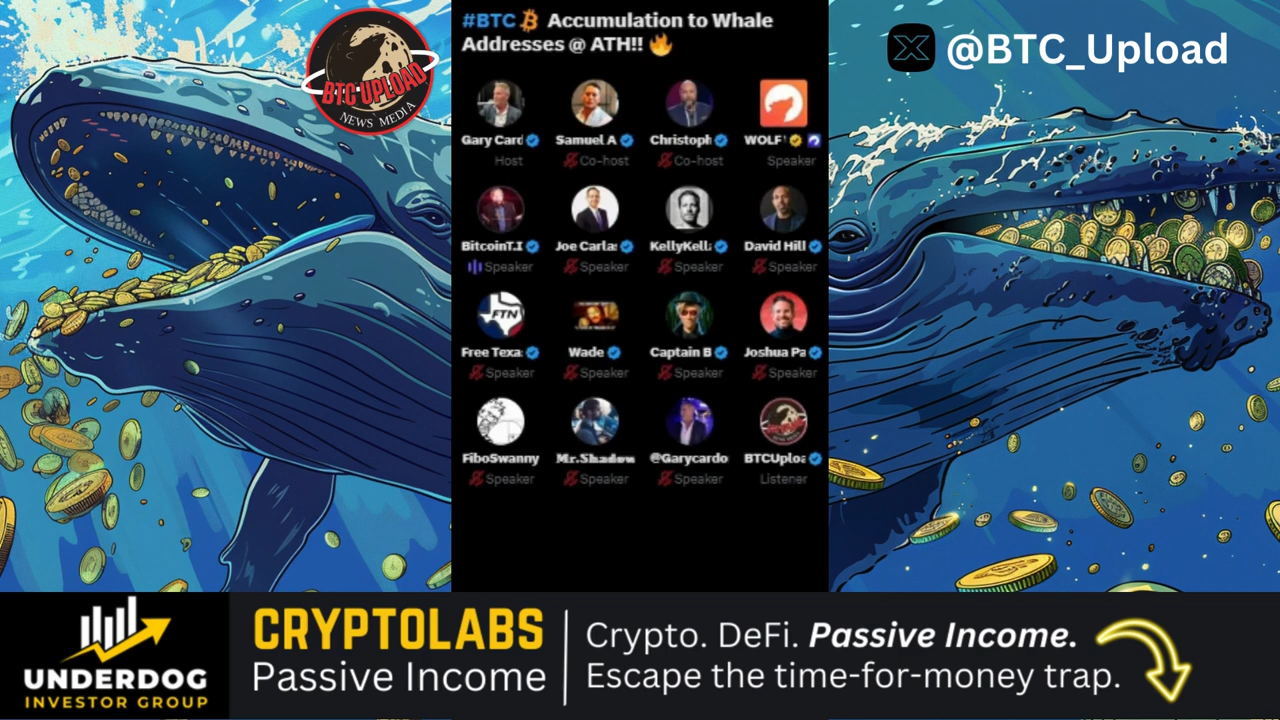 BTC UPLOAD
NEWS MEDIA
#BTC Accumulation to Whale
Addresses @ ATH!! 🔥
@BTC_Upload
Gary Card Samuel A Christoph WOLF
Host Co-host Co-host Speaker
BitcoinT.I Joe Carla KellyKell David Hill
Speaker Speaker Speaker Speaker
FTN
Free Texa Wade Captain B Joshua Pa
Speaker Speaker Speaker Speaker
FiboSwanny Mr.Shadow @Garycardo BTCUploa
Speaker Speaker Speaker Listener
UNDERDOG
INVESTOR GROUP
CRYPTOLABS
Passive Income
Crypto. DeFi. Passive Income.
Escape the time-for-money trap.